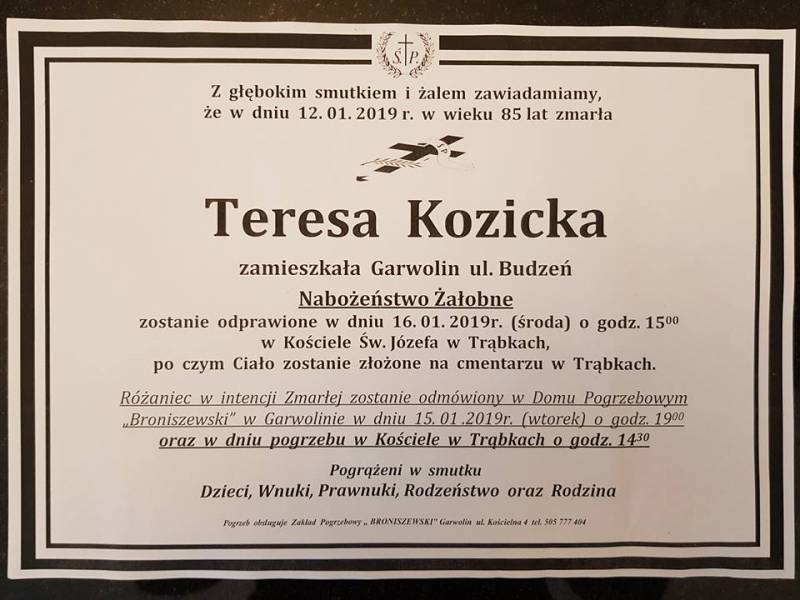 Ś. P.
Z głębokim smutkiem i żalem zawiadamiamy,
że w dniu 12. 01. 2019 r. w wieku 85 lat zmarła
Ś P
Teresa Kozicka
zamieszkała Garwolin ul. Budzeń
Nabożeństwo Żałobne
zostanie odprawione w dniu 16. 01. 2019r. (środa) o godz. 15⁰⁰
w Kościele Św. Józefa w Trąbkach,
po czym Ciało zostanie złożone na cmentarzu w Trąbkach.
Różaniec w intencji Zmarłej zostanie odmówiony w Domu Pogrzebowym
„Broniszewski” w Garwolinie w dniu 15. 01 .2019r. (wtorek) o godz. 19⁰⁰
oraz w dniu pogrzebu w Kościele w Trąbkach o godz. 14³⁰
Pogrążeni w smutku
Dzieci, Wnuki, Prawnuki, Rodzeństwo oraz Rodzina
Pogrzeb obsługuje Zakład Pogrzebowy „ BRONISZEWSKI” Garwolin ul. Kościelna 4 tel. 505 777 404